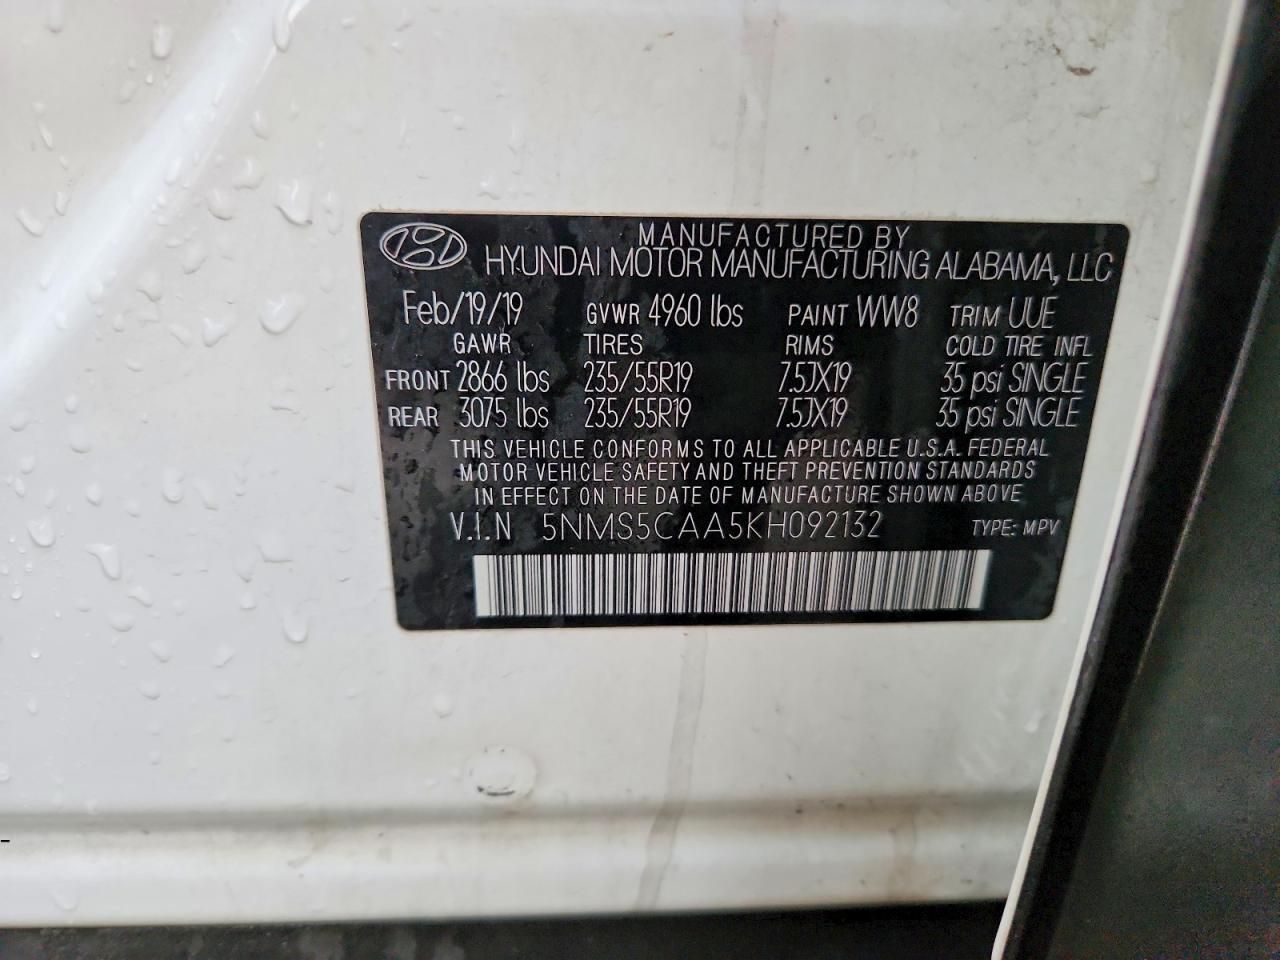 MANUFACTURED BY
HYUNDAI MOTOR MANUFACTURING ALABAMA, LLC
Feb/19/19 GVWR 4960 lbs PAINT WW8 TRIM UUE
GAWR TIRES RIMS COLD TIRE INFL
FRONT 2866 lbs 235/55R19 7.5JX19 35 psi SINGLE
REAR 3075 lbs 235/55R19 7.5JX19 35 psi SINGLE
THIS VEHICLE CONFORMS TO ALL APPLICABLE U.S.A. FEDERAL
MOTOR VEHICLE SAFETY AND THEFT PREVENTION STANDARDS
IN EFFECT ON THE DATE OF MANUFACTURE SHOWN ABOVE
V.I.N 5NMS5CAA5KH092132 TYPE: MPV